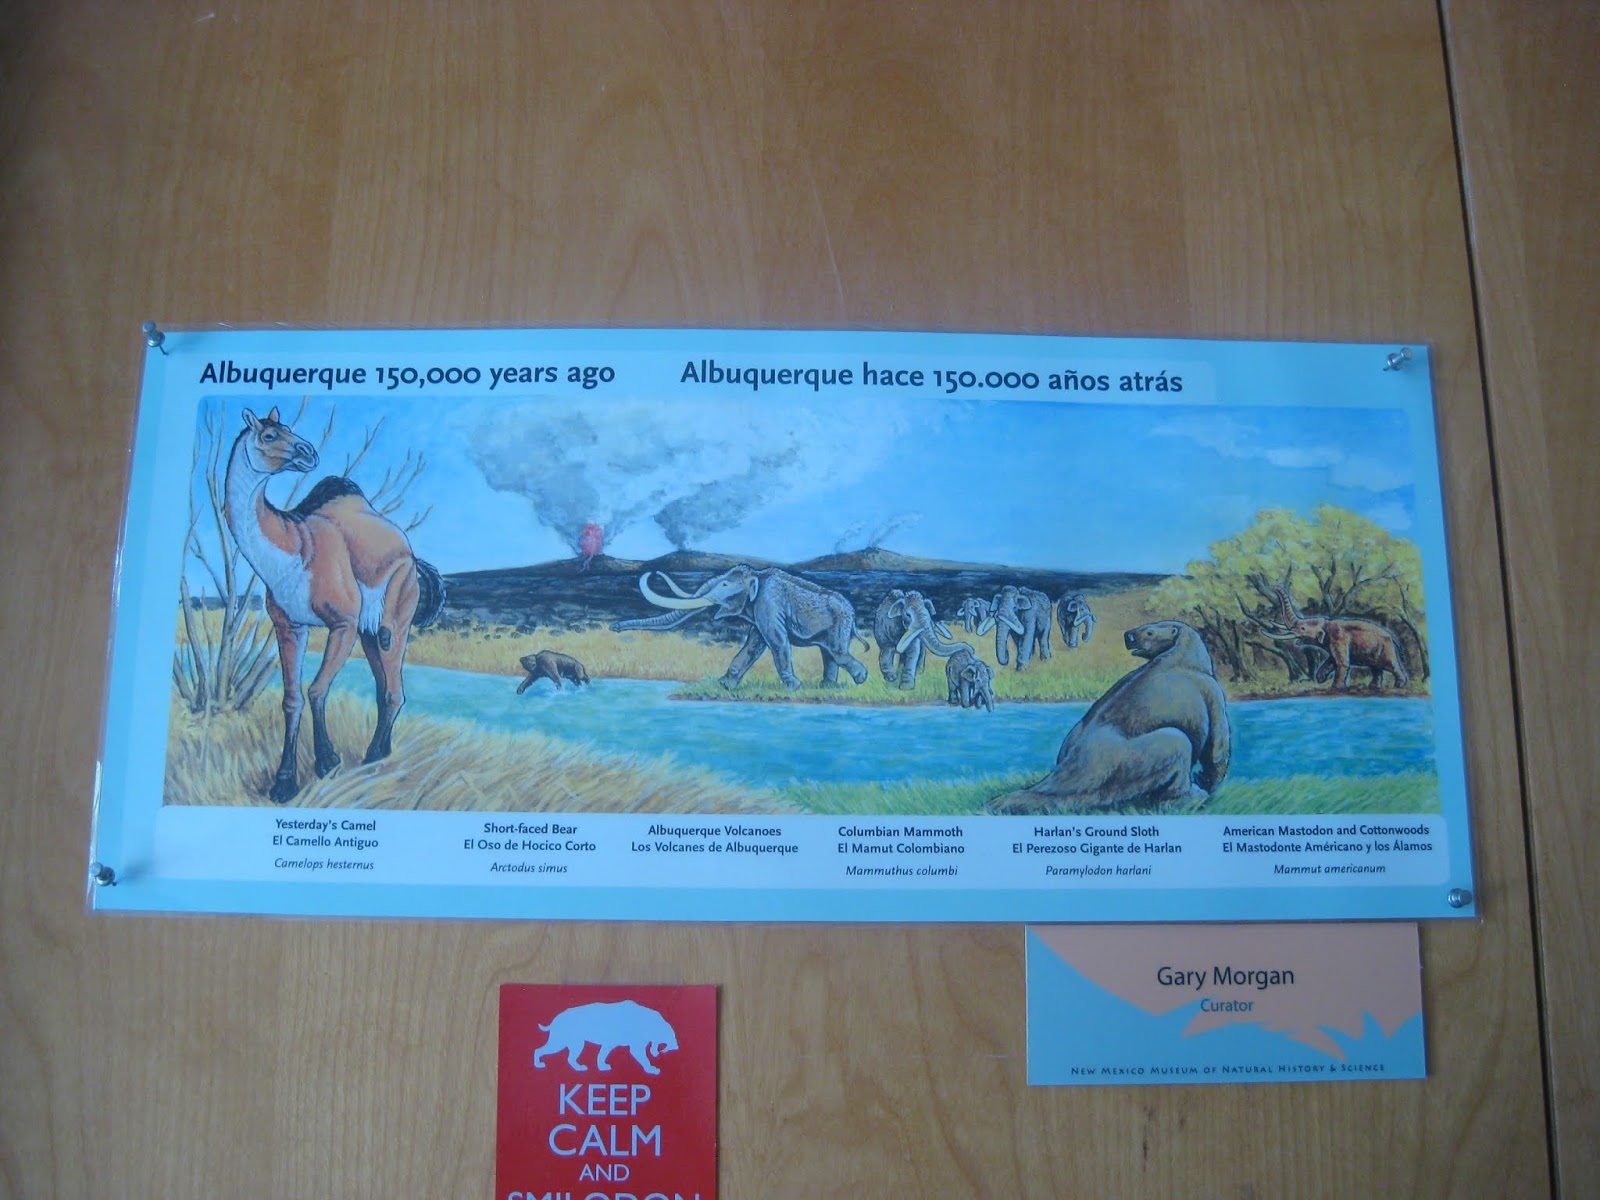 Albuquerque 150,000 years ago
Albuquerque hace 150.000 años atrás
Yesterday's Camel
El Camello Antiguo
Camelops hesternus
Short-faced Bear
El Oso de Hocico Corto
Arctodus simus
Albuquerque Volcanoes
Los Volcanes de Albuquerque
Columbian Mammoth
El Mamut Colombiano
Mammuthus columbi
Harlan's Ground Sloth
El Perezoso Gigante de Harlan
Paramylodon harlani
American Mastodon and Cottonwoods
El Mastodonte Américano y los Álamos
Mammut americanum
Gary Morgan
Curator
NEW MEXICO MUSEUM OF NATURAL HISTORY & SCIENCE
KEEP
CALM
AND
SMILODON